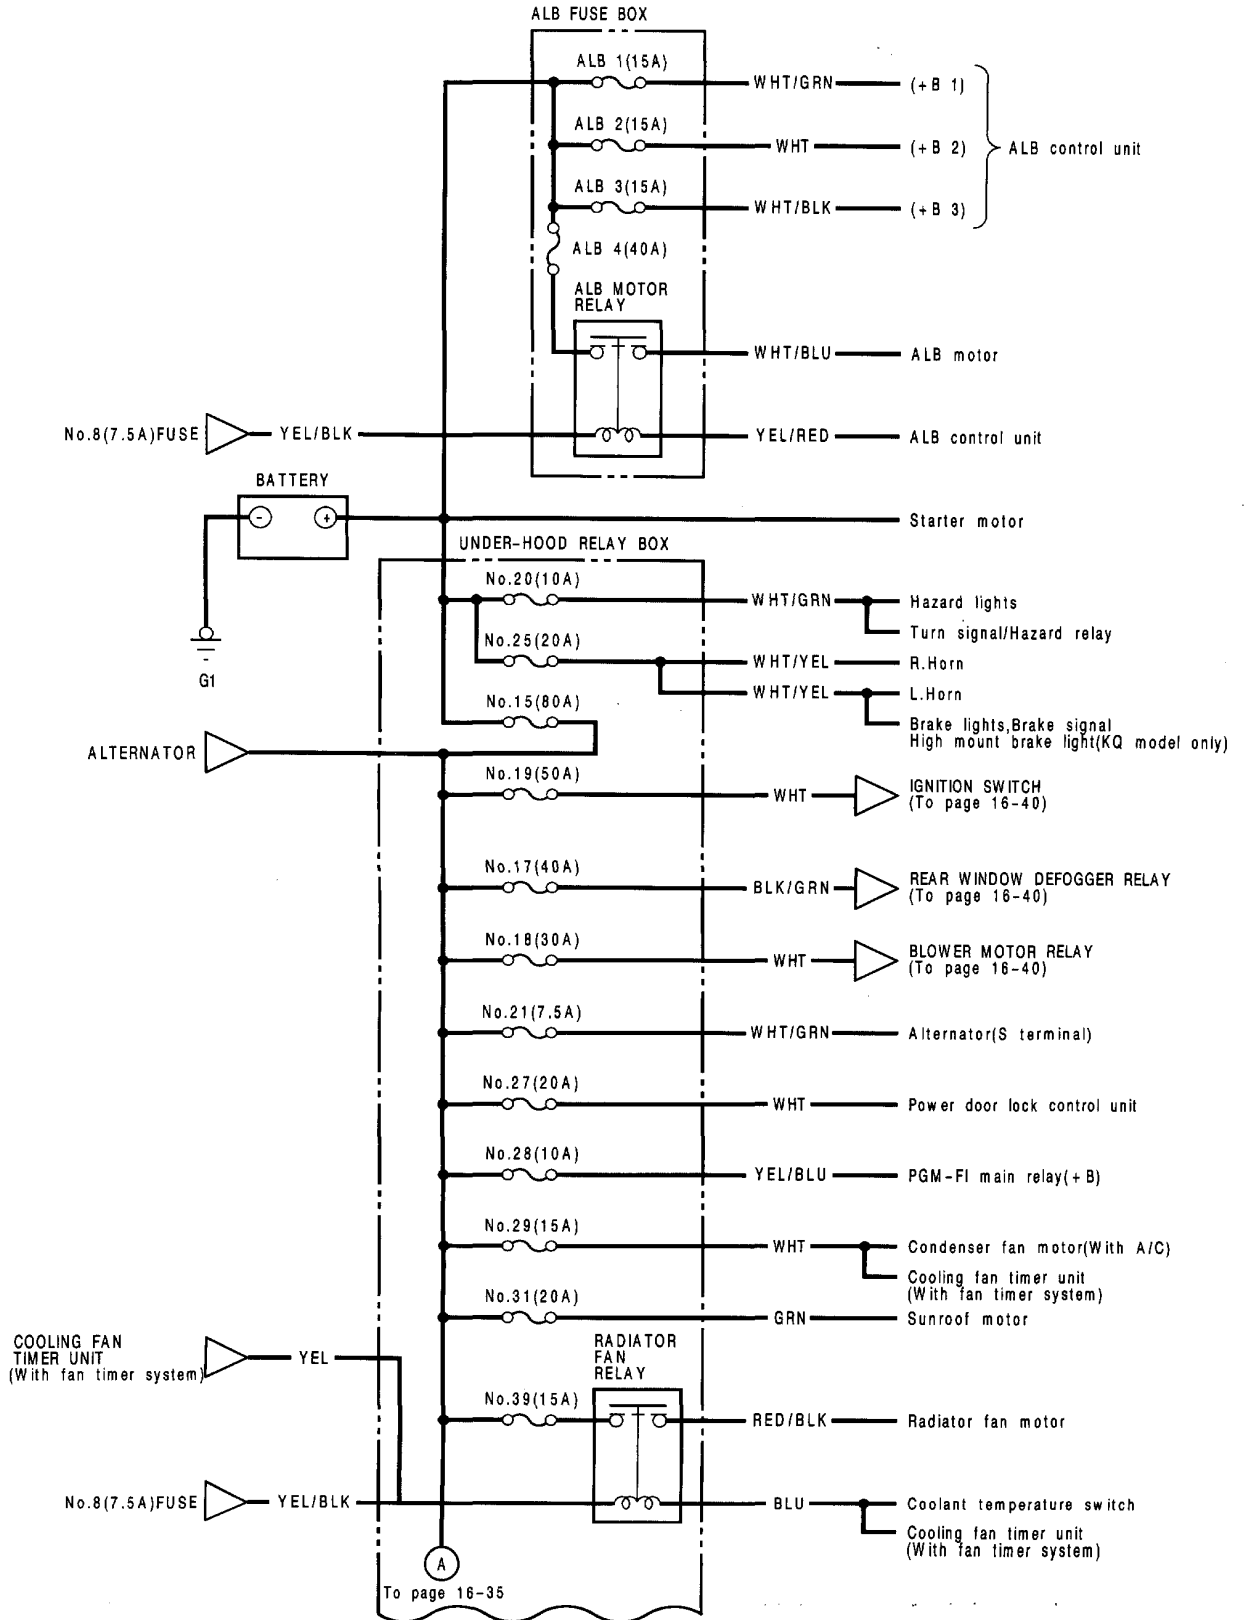 ALB FUSE BOX
ALB 1(15A)
WHT/GRN
(+B 1)
ALB 2(15A)
WHT
(+B 2)
ALB control unit
ALB 3(15A)
WHT/BLK
(+B 3)
ALB 4(40A)
ALB MOTOR
RELAY
WHT/BLU
ALB motor
No.8(7.5A)FUSE
YEL/BLK
YEL/RED
ALB control unit
BATTERY
-
+
Starter motor
UNDER-HOOD RELAY BOX
No.20(10A)
WHT/GRN
Hazard lights
Turn signal/Hazard relay
G1
No.25(20A)
WHT/YEL
R.Horn
WHT/YEL
L.Horn
No.15(80A)
Brake lights,Brake signal
High mount brake light(KQ model only)
ALTERNATOR
No.19(50A)
WHT
IGNITION SWITCH
(To page 16-40)
No.17(40A)
BLK/GRN
REAR WINDOW DEFOGGER RELAY
(To page 16-40)
No.18(30A)
WHT
BLOWER MOTOR RELAY
(To page 16-40)
No.21(7.5A)
WHT/GRN
Alternator(S terminal)
No.27(20A)
WHT
Power door lock control unit
No.28(10A)
YEL/BLU
PGM-FI main relay(+B)
No.29(15A)
WHT
Condenser fan motor(With A/C)
Cooling fan timer unit
(With fan timer system)
No.31(20A)
GRN
Sunroof motor
COOLING FAN
TIMER UNIT
(With fan timer system)
YEL
RADIATOR
FAN
RELAY
No.39(15A)
RED/BLK
Radiator fan motor
No.8(7.5A)FUSE
YEL/BLK
BLU
Coolant temperature switch
Cooling fan timer unit
(With fan timer system)
A
To page 16-35